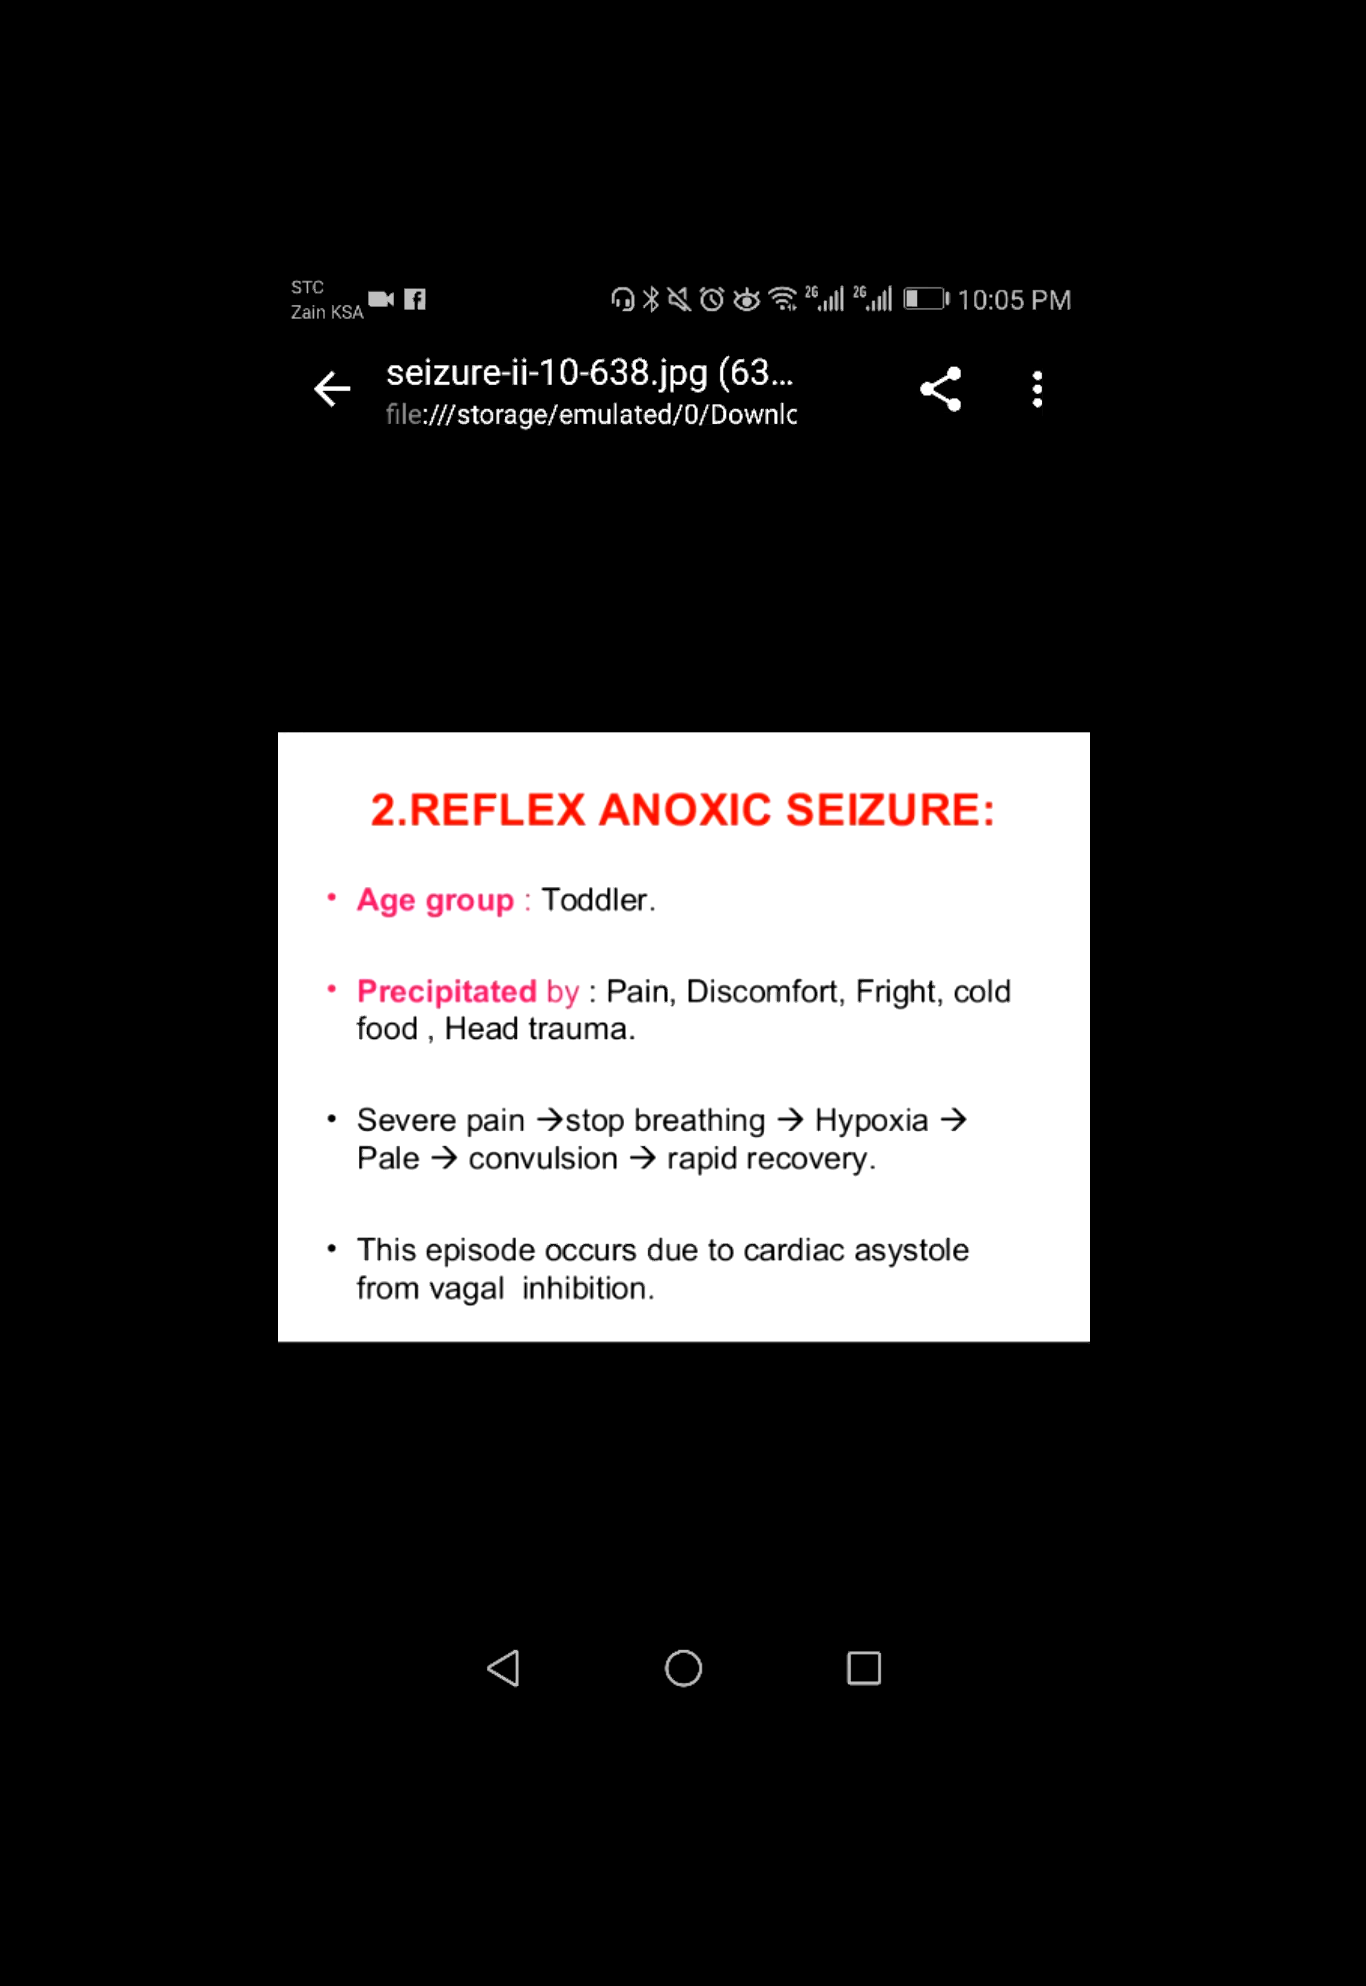 STC
Zain KSA
2G 2G 10:05 PM
seizure-ii-10-638.jpg (63...
file:///storage/emulated/0/Downlc
2.REFLEX ANOXIC SEIZURE:
• Age group : Toddler.
• Precipitated by : Pain, Discomfort, Fright, cold
food , Head trauma.
• Severe pain →stop breathing → Hypoxia →
Pale → convulsion → rapid recovery.
• This episode occurs due to cardiac asystole
from vagal inhibition.